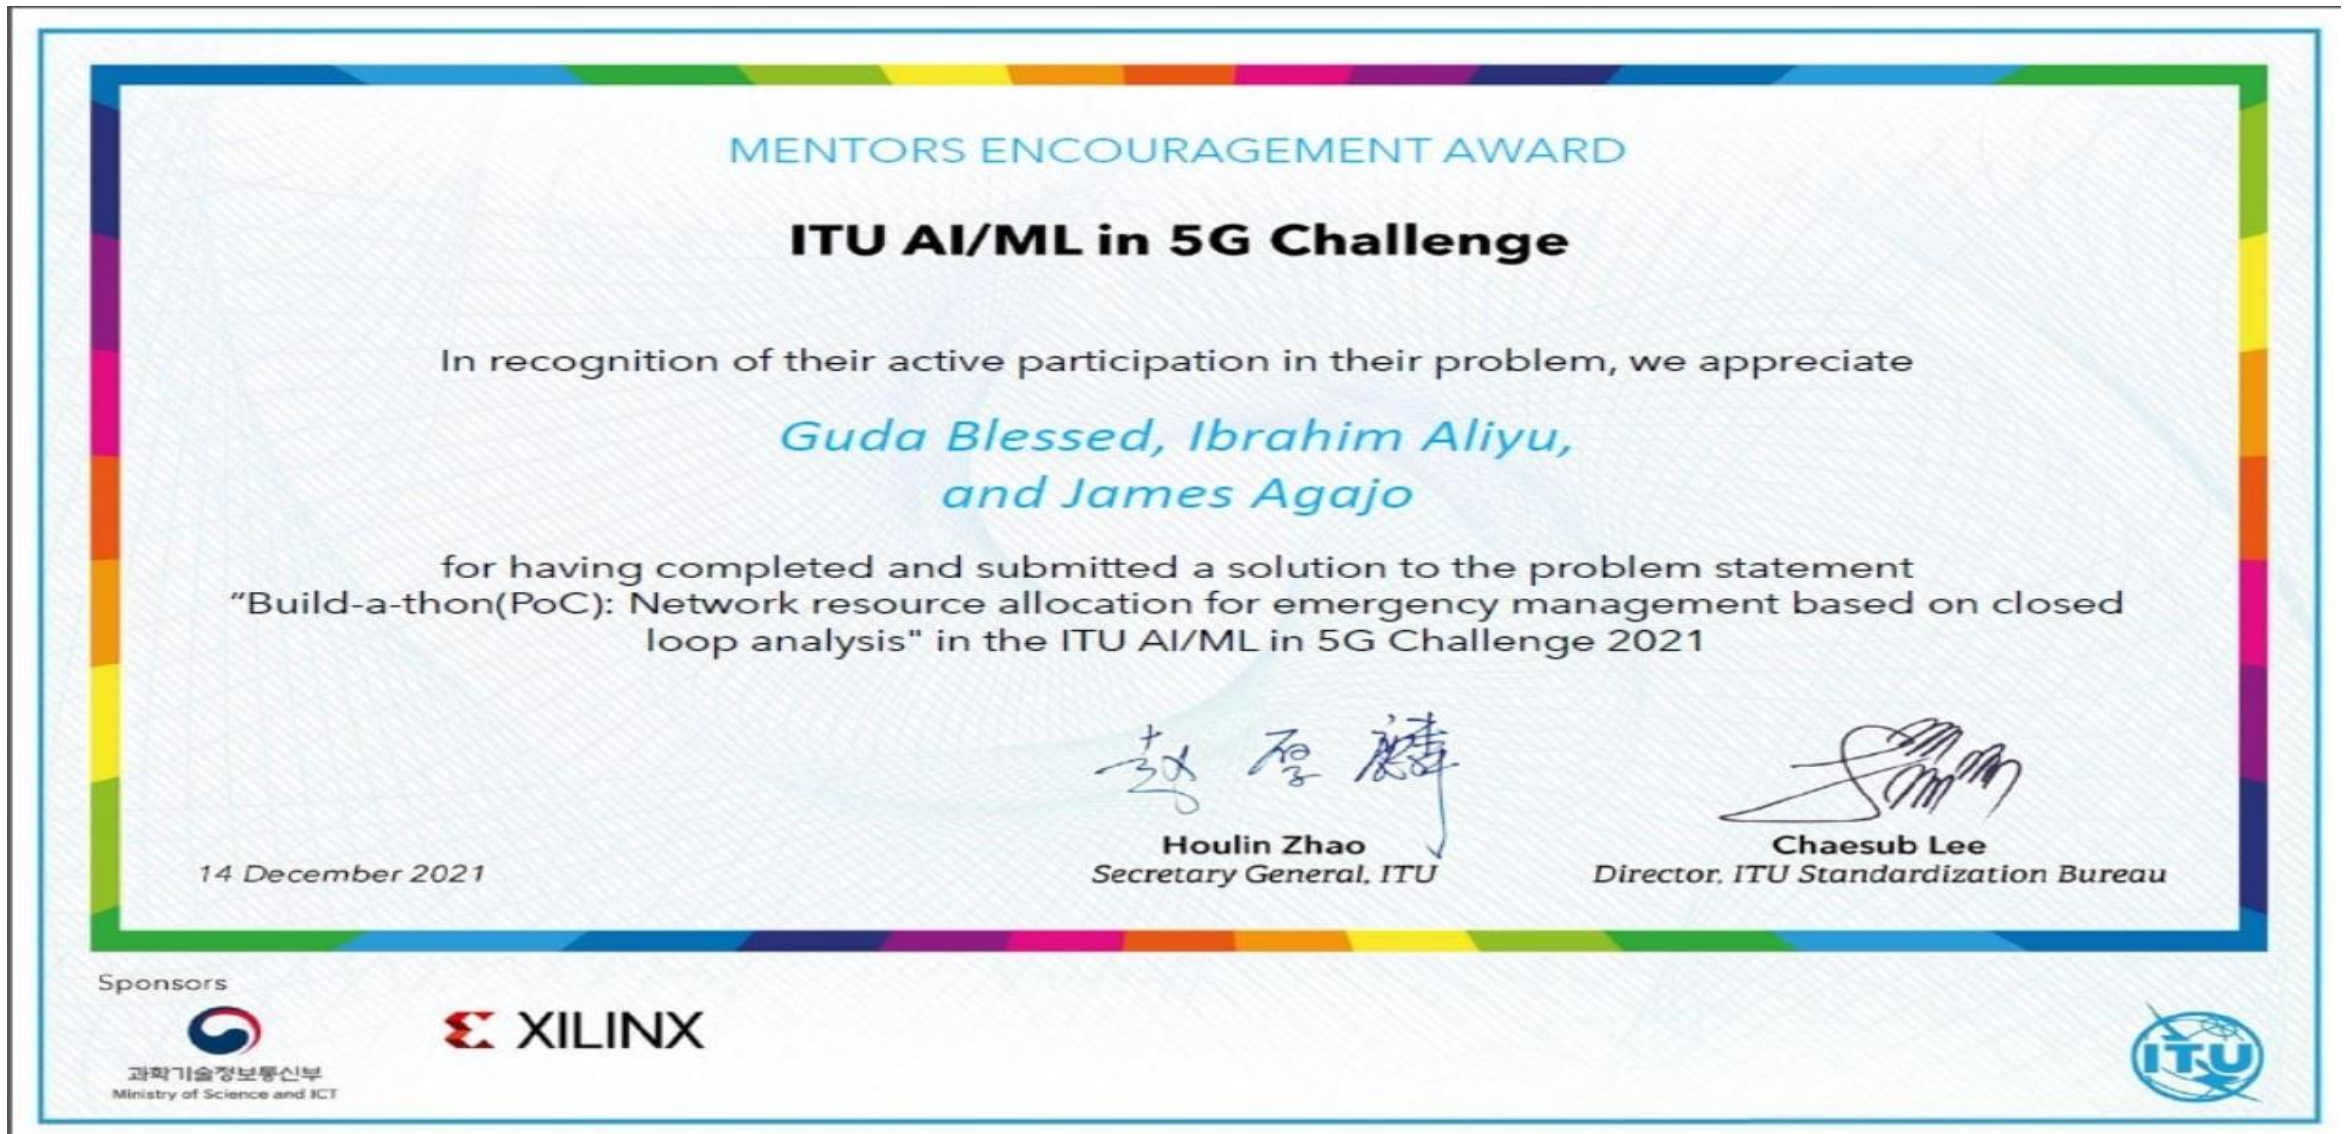 MENTORS ENCOURAGEMENT AWARD
ITU AI/ML in 5G Challenge
In recognition of their active participation in their problem, we appreciate
Guda Blessed, Ibrahim Aliyu,
and James Agajo
for having completed and submitted a solution to the problem statement
“Build-a-thon(PoC): Network resource allocation for emergency management based on closed
loop analysis" in the ITU AI/ML in 5G Challenge 2021
趙厚麟
Houlin Zhao
Secretary General, ITU
Chaesub Lee
Director, ITU Standardization Bureau
14 December 2021
Sponsors
과학기술정보통신부
Ministry of Science and ICT
XILINX
ITU